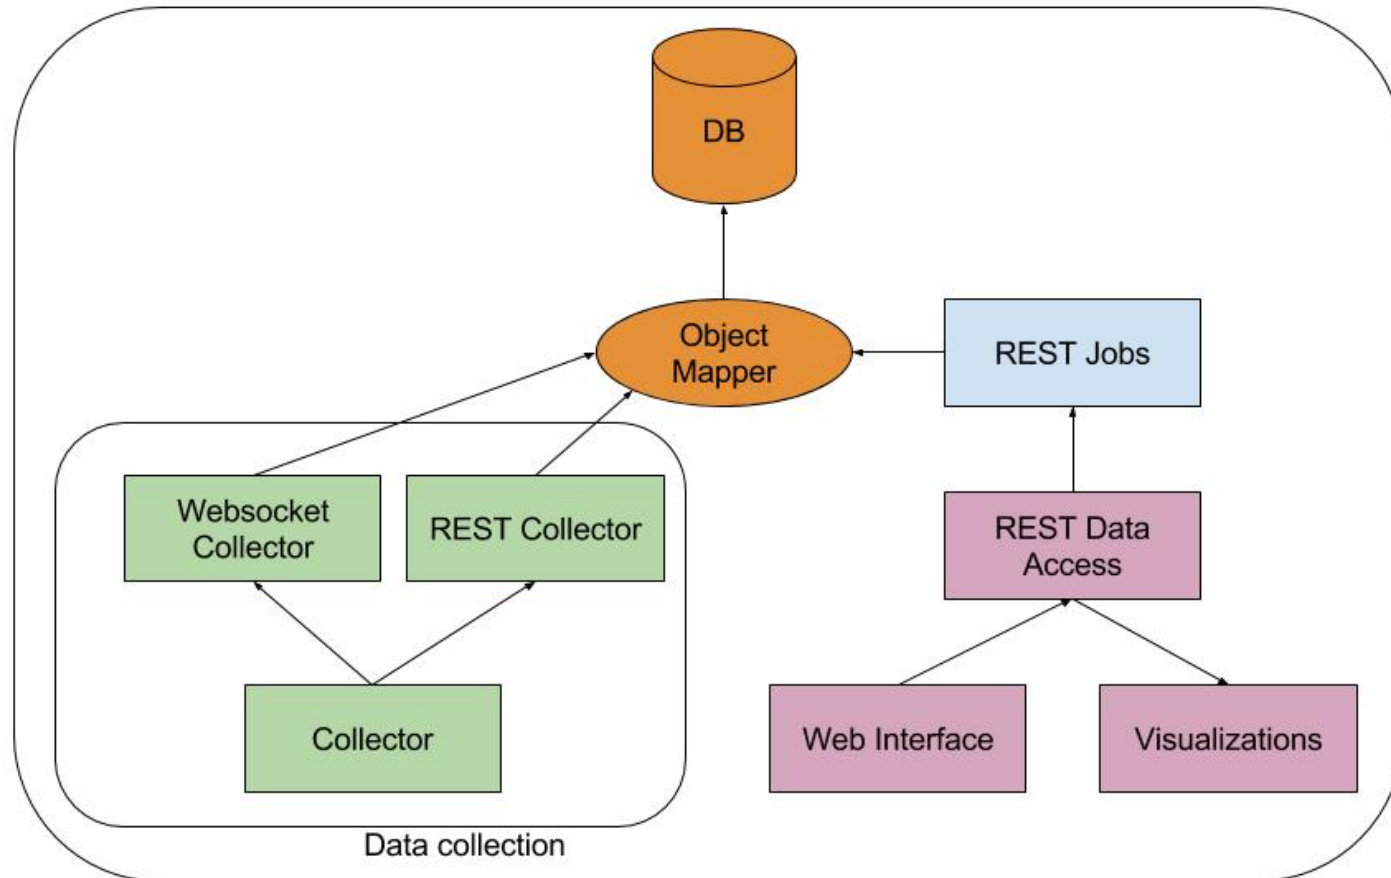 DB
Object
Mapper
REST Jobs
Websocket
Collector
REST Collector
REST Data
Access
Collector
Web Interface
Visualizations
Data collection